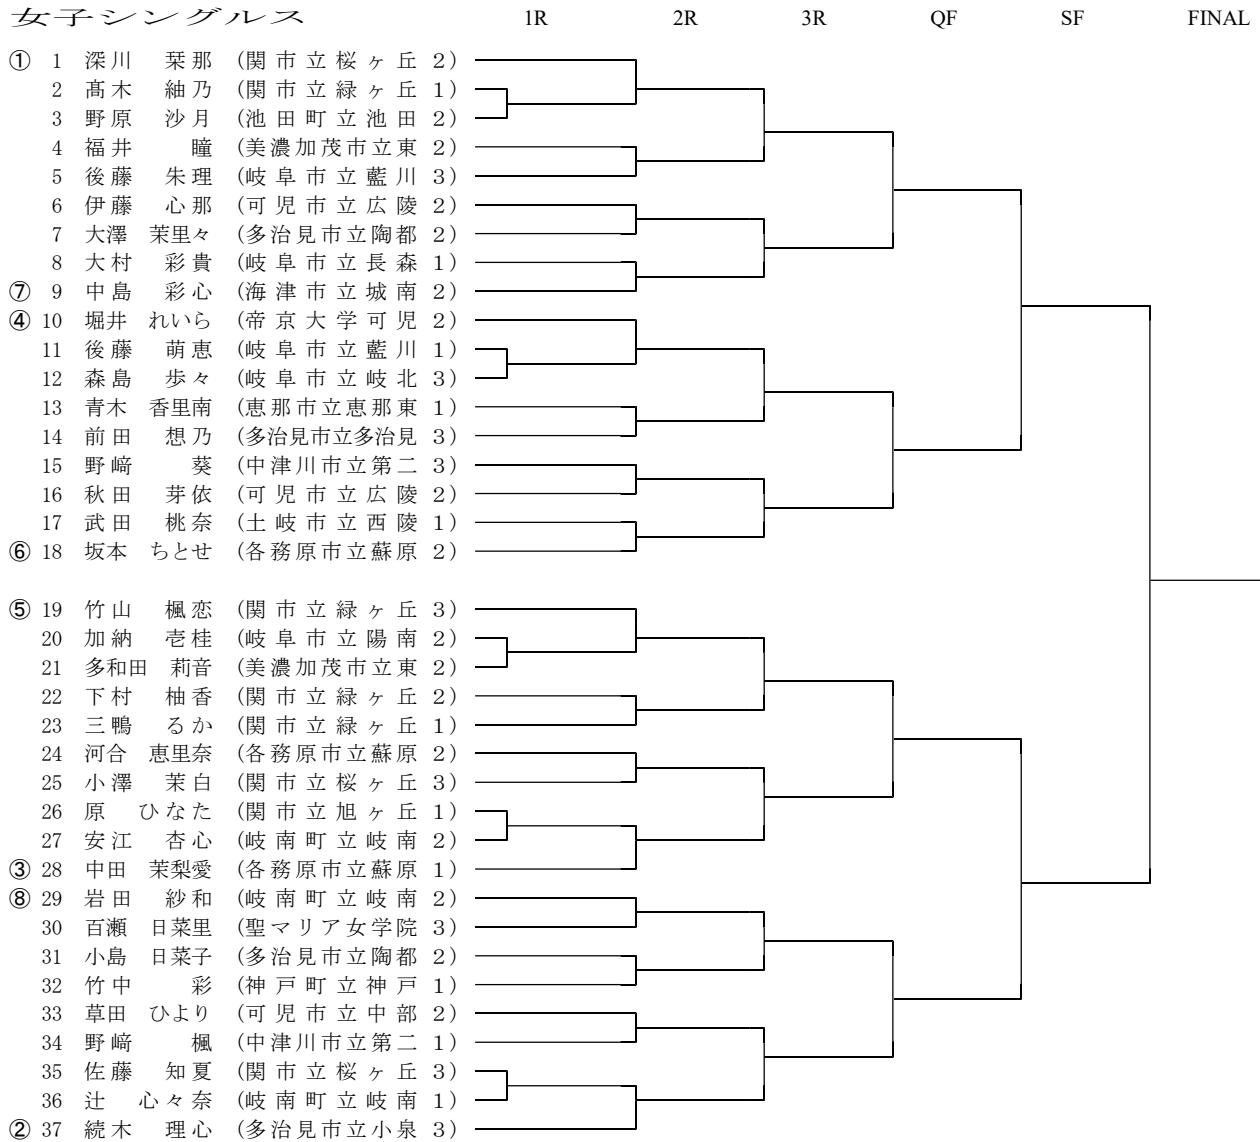 女子シングルス 1R 2R 3R QF SF FINAL
① 1 深川 栞那 (関市立桜ヶ丘 2)
2 髙木 紬乃 (関市立緑ヶ丘 1)
3 野原 沙月 (池田町立池田 2)
4 福井 瞳 (美濃加茂市立東 2)
5 後藤 朱理 (岐阜市立藍川 3)
6 伊藤 心那 (可児市立広陵 2)
7 大澤 茉里々 (多治見市立陶都 2)
8 大村 彩貴 (岐阜市立長森 1)
⑦ 9 中島 彩心 (海津市立城南 2)
④ 10 堀井 れいら (帝京大学可児 2)
11 後藤 萌恵 (岐阜市立藍川 1)
12 森島 歩々 (岐阜市立岐北 3)
13 青木 香里南 (恵那市立恵那東 1)
14 前田 想乃 (多治見市立多治見 3)
15 野﨑 葵 (中津川市立第二 3)
16 秋田 芽依 (可児市立広陵 2)
17 武田 桃奈 (土岐市立西陵 1)
⑥ 18 坂本 ちとせ (各務原市立蘇原 2)
⑤ 19 竹山 楓恋 (関市立緑ヶ丘 3)
20 加納 壱桂 (岐阜市立陽南 2)
21 多和田 莉音 (美濃加茂市立東 2)
22 下村 柚香 (関市立緑ヶ丘 2)
23 三鴨 るか (関市立緑ヶ丘 1)
24 河合 恵里奈 (各務原市立蘇原 2)
25 小澤 茉白 (関市立桜ヶ丘 3)
26 原 ひなた (関市立旭ヶ丘 1)
27 安江 杏心 (岐南町立岐南 2)
③ 28 中田 茉梨愛 (各務原市立蘇原 1)
⑧ 29 岩田 紗和 (岐南町立岐南 2)
30 百瀬 日菜里 (聖マリア女学院 3)
31 小島 日菜子 (多治見市立陶都 2)
32 竹中 彩 (神戸町立神戸 1)
33 草田 ひより (可児市立中部 2)
34 野﨑 楓 (中津川市立第二 1)
35 佐藤 知夏 (関市立桜ヶ丘 3)
36 辻 心々奈 (岐南町立岐南 1)
② 37 続木 理心 (多治見市立小泉 3)